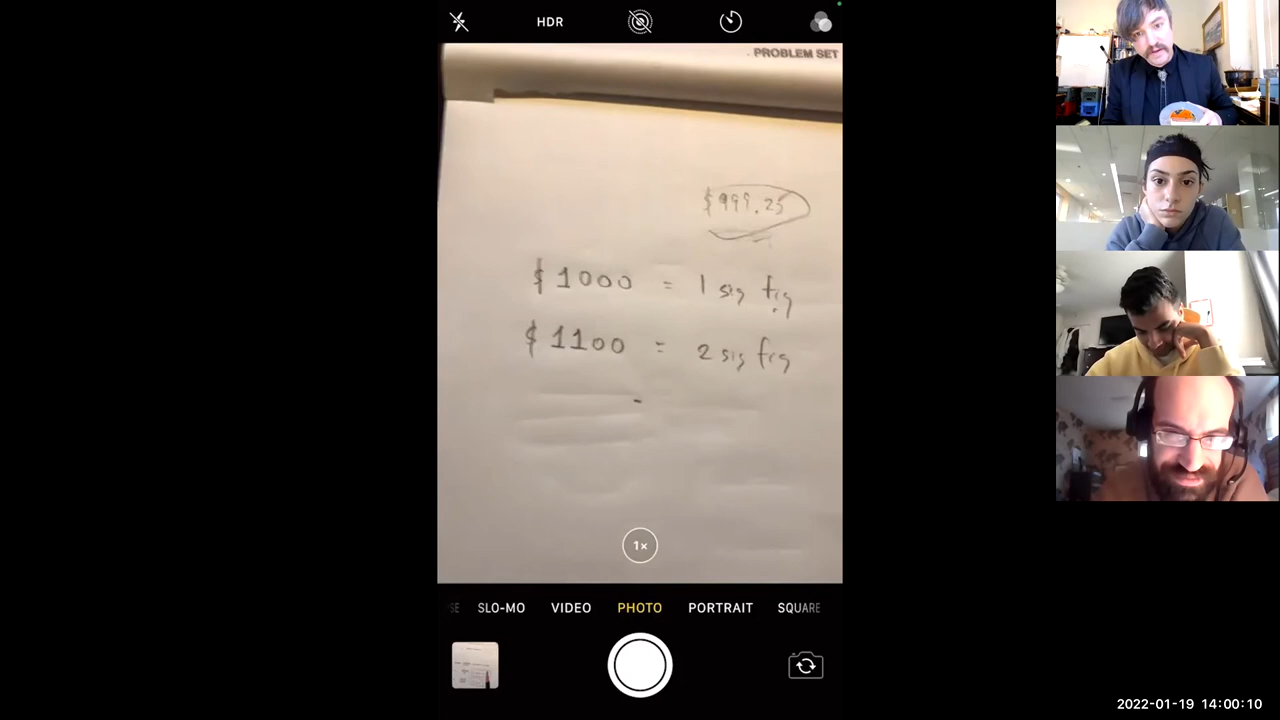 HDR
PROBLEM SET
$999.25
$1000 = 1 sig fig
$1100 = 2 sig fig
1×
SLO-MO VIDEO PHOTO PORTRAIT SQUARE
2022-01-19 14:00:10